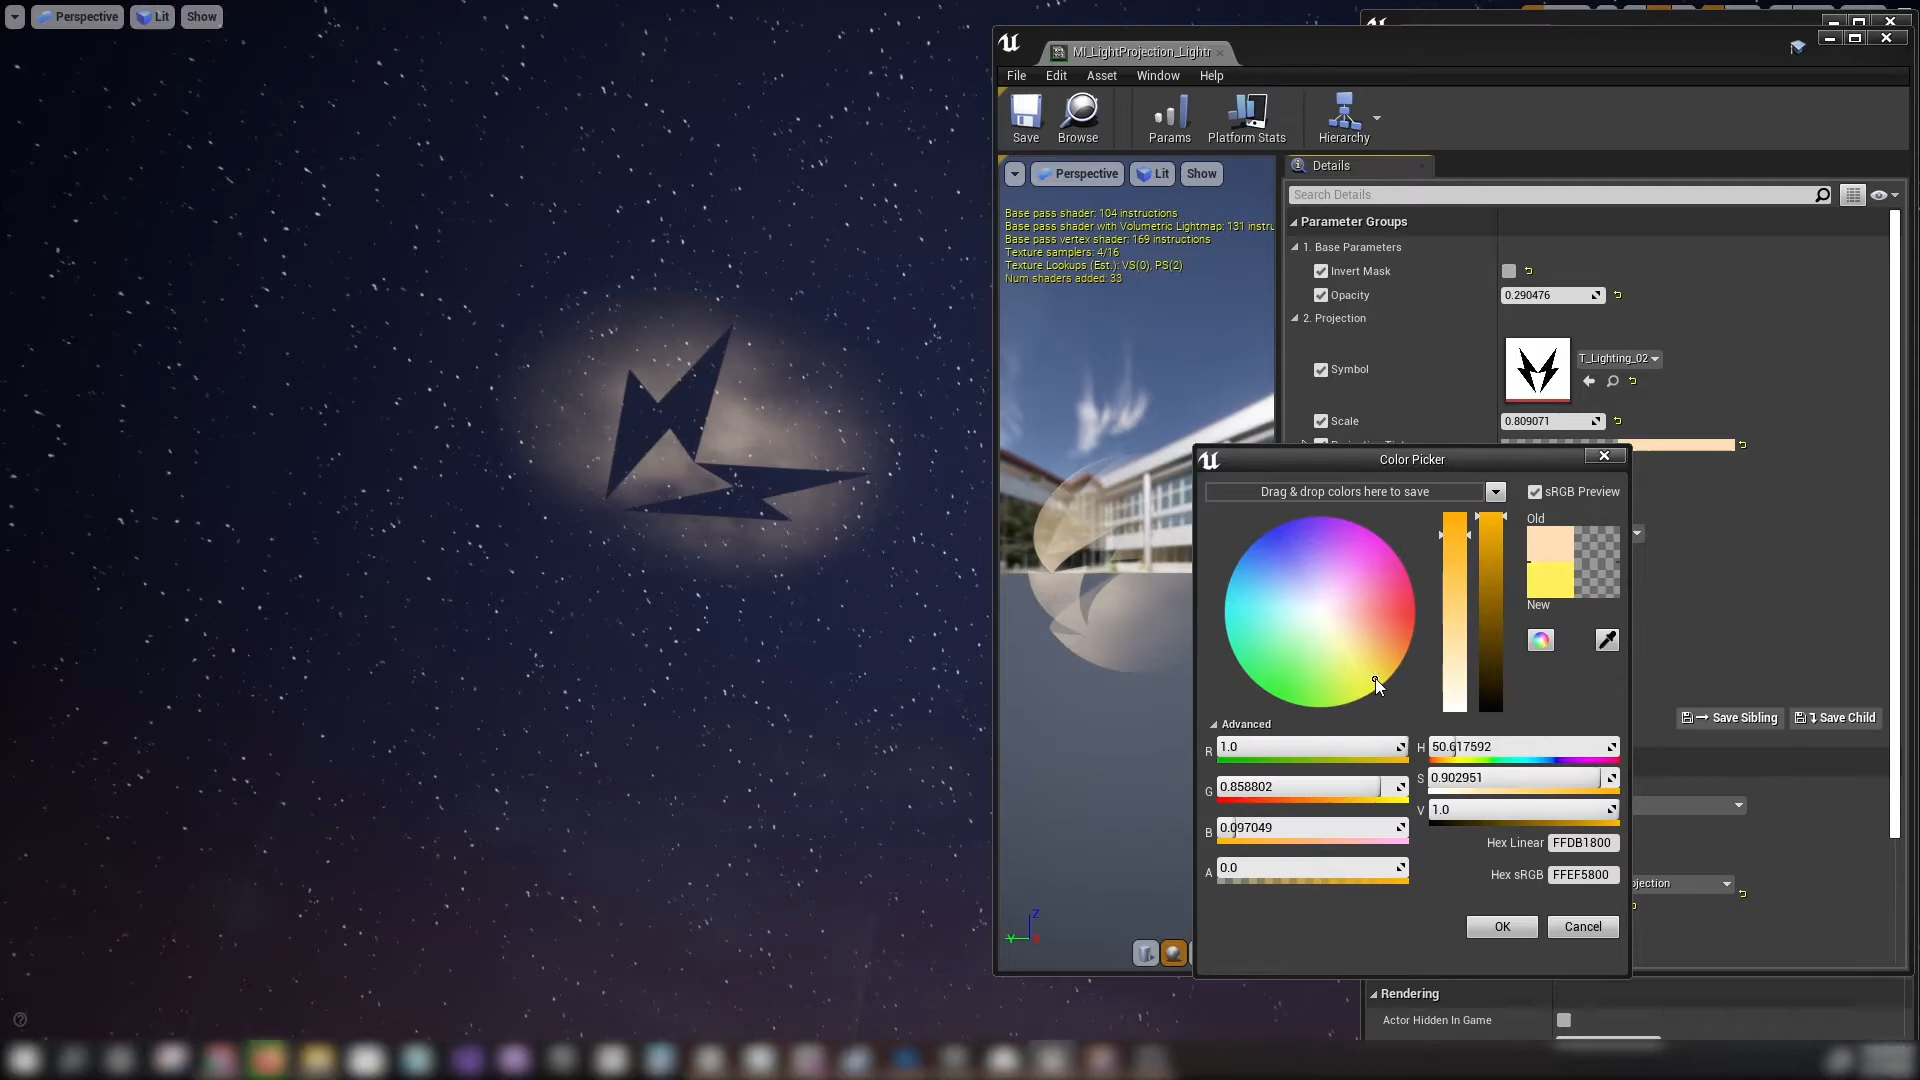 Perspective
Lit
Show
MI_LightProjection_Lightr
File Edit Asset Window Help
Save
Browse
Params
Platform Stats
Hierarchy
Details
Perspective
Lit
Show
Search Details
Base pass shader: 104 instructions
Base pass shader with Volumetric Lightmap: 131 instru
Base pass vertex shader: 169 instructions
Texture samplers: 4/16
Texture Lookups (Est.): VS(0), PS(2)
Num shaders added: 33
Parameter Groups
1. Base Parameters
Invert Mask
Opacity
0.290476
2. Projection
Symbol
T_Lighting_02
Scale
0.809071
Color Picker
Drag & drop colors here to save
sRGB Preview
Old
New
Save Sibling
Save Child
Advanced
R 1.0
H 50.617592
G 0.858802
S 0.902951
B 0.097049
V 1.0
A 0.0
Hex Linear FFDB1800
Hex sRGB FFEF5800
ojection
OK
Cancel
Z
Y
Rendering
Actor Hidden In Game